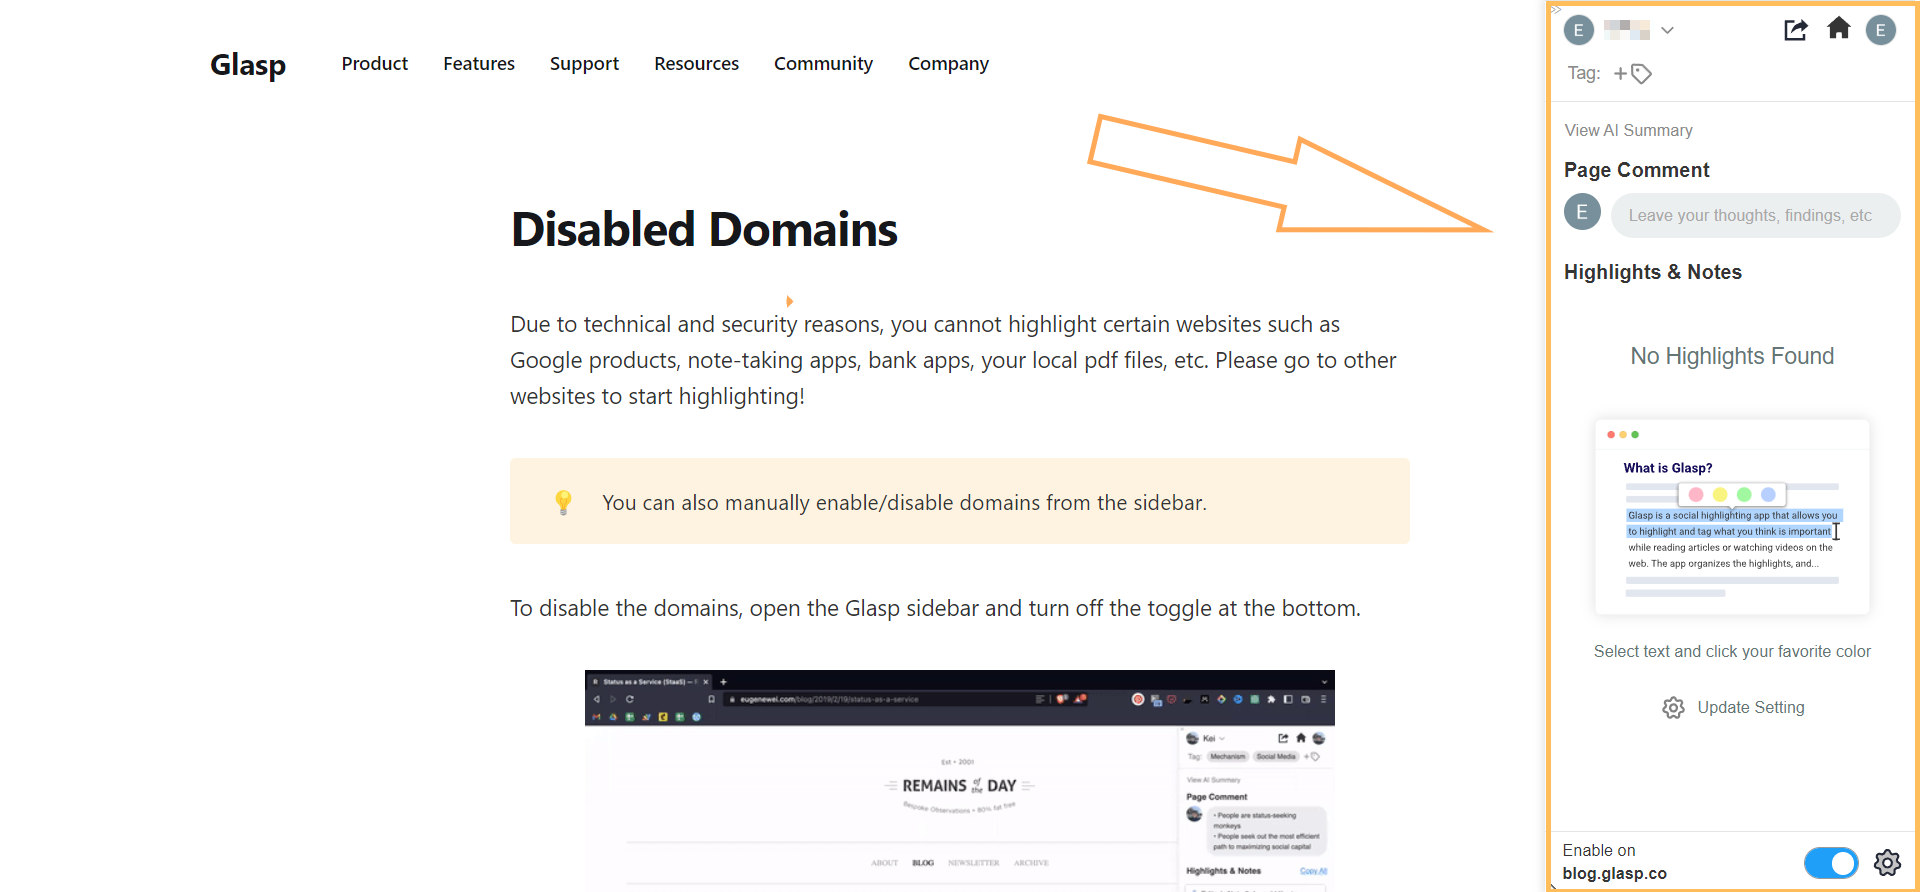 Glasp
Product
Features
Support
Resources
Community
Company
Disabled Domains
Due to technical and security reasons, you cannot highlight certain websites such as
Google products, note-taking apps, bank apps, your local pdf files, etc. Please go to other
websites to start highlighting!
You can also manually enable/disable domains from the sidebar.
To disable the domains, open the Glasp sidebar and turn off the toggle at the bottom.
R Status as a Service (StaaS) —
eugenewei.com/blog/2019/2/19/status-as-a-service
Est • 2001
REMAINS of the DAY
Bespoke Observations • 80% fat free
ABOUT
BLOG
NEWSLETTER
ARCHIVE
Kei
Tag:
Mechanism
Social Media
View AI Summary
Page Comment
• People are status-seeking
monkeys
• People seek out the most efficient
path to maximizing social capital
Highlights & Notes
Copy All
E
E
Tag:
View AI Summary
Page Comment
E
Leave your thoughts, findings, etc
Highlights & Notes
No Highlights Found
What is Glasp?
Glasp is a social highlighting app that allows you
to highlight and tag what you think is important
while reading articles or watching videos on the
web. The app organizes the highlights, and...
Select text and click your favorite color
Update Setting
Enable on
blog.glasp.co